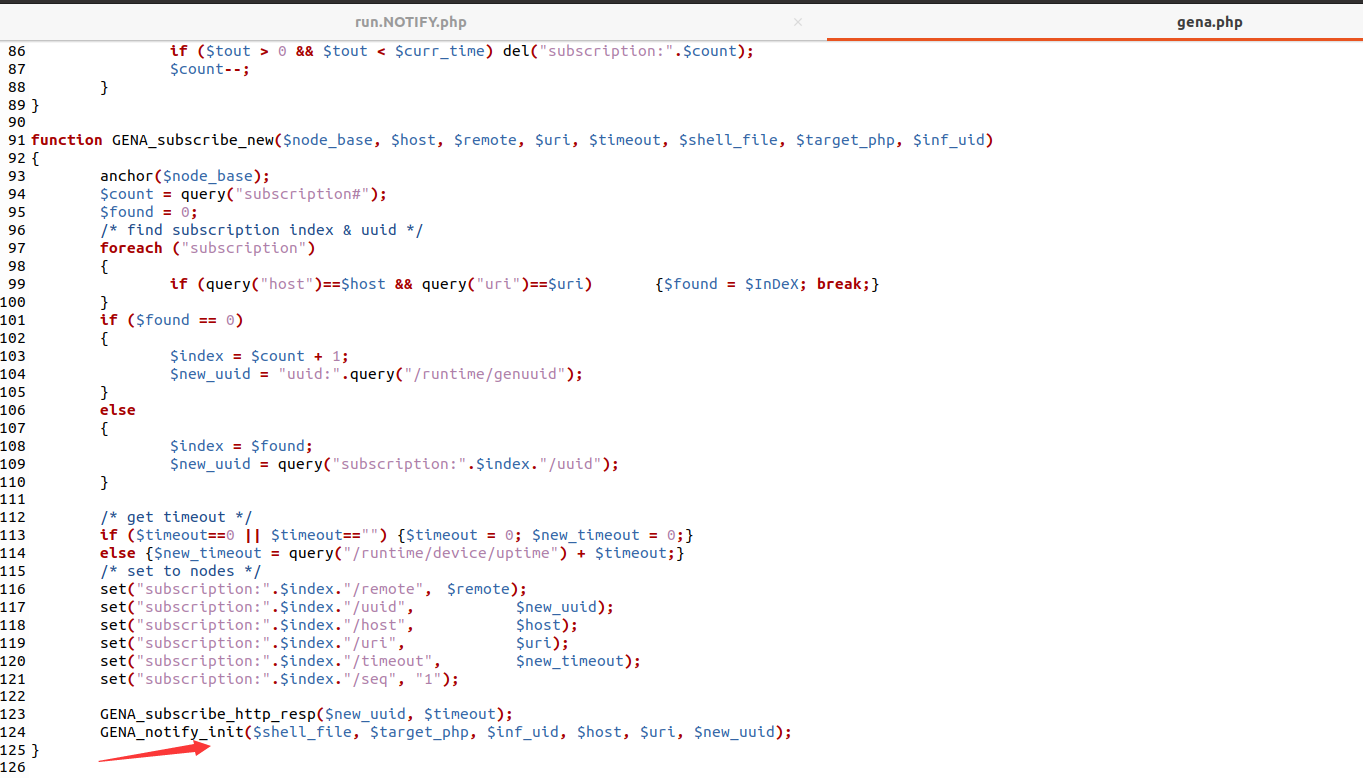 run.NOTIFY.php × gena.php
86 if ($tout > 0 && $tout < $curr_time) del("subscription:".$count);
87 $count--;
88 }
89 }
90
91 function GENA_subscribe_new($node_base, $host, $remote, $uri, $timeout, $shell_file, $target_php, $inf_uid)
92 {
93 anchor($node_base);
94 $count = query("subscription#");
95 $found = 0;
96 /* find subscription index & uuid */
97 foreach ("subscription")
98 {
99 if (query("host")==$host && query("uri")==$uri) {$found = $InDeX; break;}
100 }
101 if ($found == 0)
102 {
103 $index = $count + 1;
104 $new_uuid = "uuid:".query("/runtime/genuuid");
105 }
106 else
107 {
108 $index = $found;
109 $new_uuid = query("subscription:".$index."/uuid");
110 }
111
112 /* get timeout */
113 if ($timeout==0 || $timeout=="") {$timeout = 0; $new_timeout = 0;}
114 else {$new_timeout = query("/runtime/device/uptime") + $timeout;}
115 /* set to nodes */
116 set("subscription:".$index."/remote", $remote);
117 set("subscription:".$index."/uuid", $new_uuid);
118 set("subscription:".$index."/host", $host);
119 set("subscription:".$index."/uri", $uri);
120 set("subscription:".$index."/timeout", $new_timeout);
121 set("subscription:".$index."/seq", "1");
122
123 GENA_subscribe_http_resp($new_uuid, $timeout);
124 GENA_notify_init($shell_file, $target_php, $inf_uid, $host, $uri, $new_uuid);
125 }
126